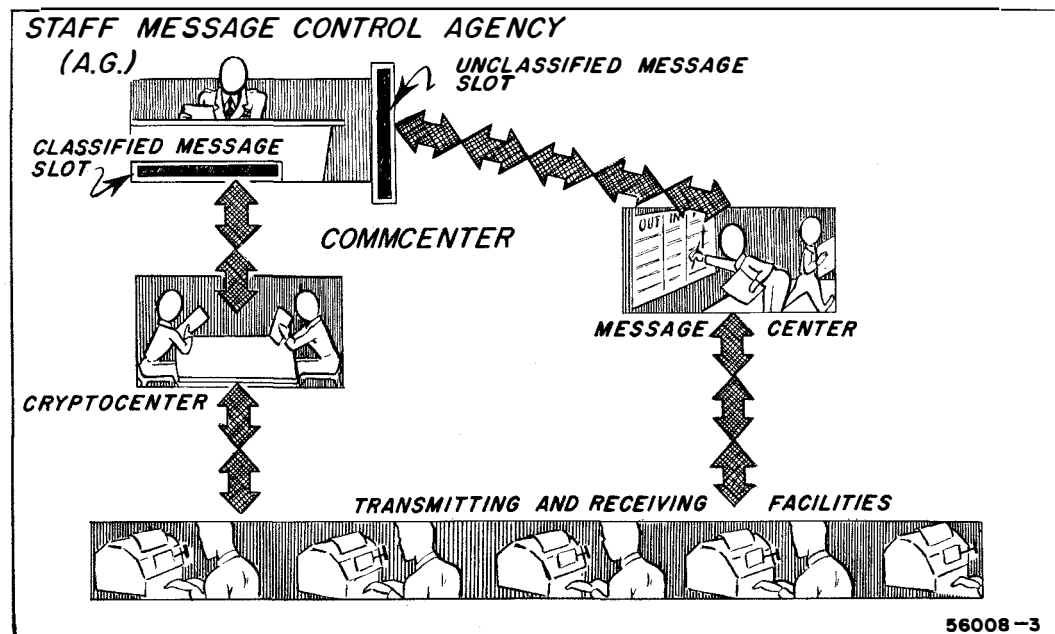 STAFF MESSAGE CONTROL AGENCY
(A.G.)
UNCLASSIFIED MESSAGE
SLOT
CLASSIFIED MESSAGE
SLOT
COMMCENTER
OUT IN
MESSAGE CENTER
CRYPTOCENTER
TRANSMITTING AND RECEIVING FACILITIES
56008-3